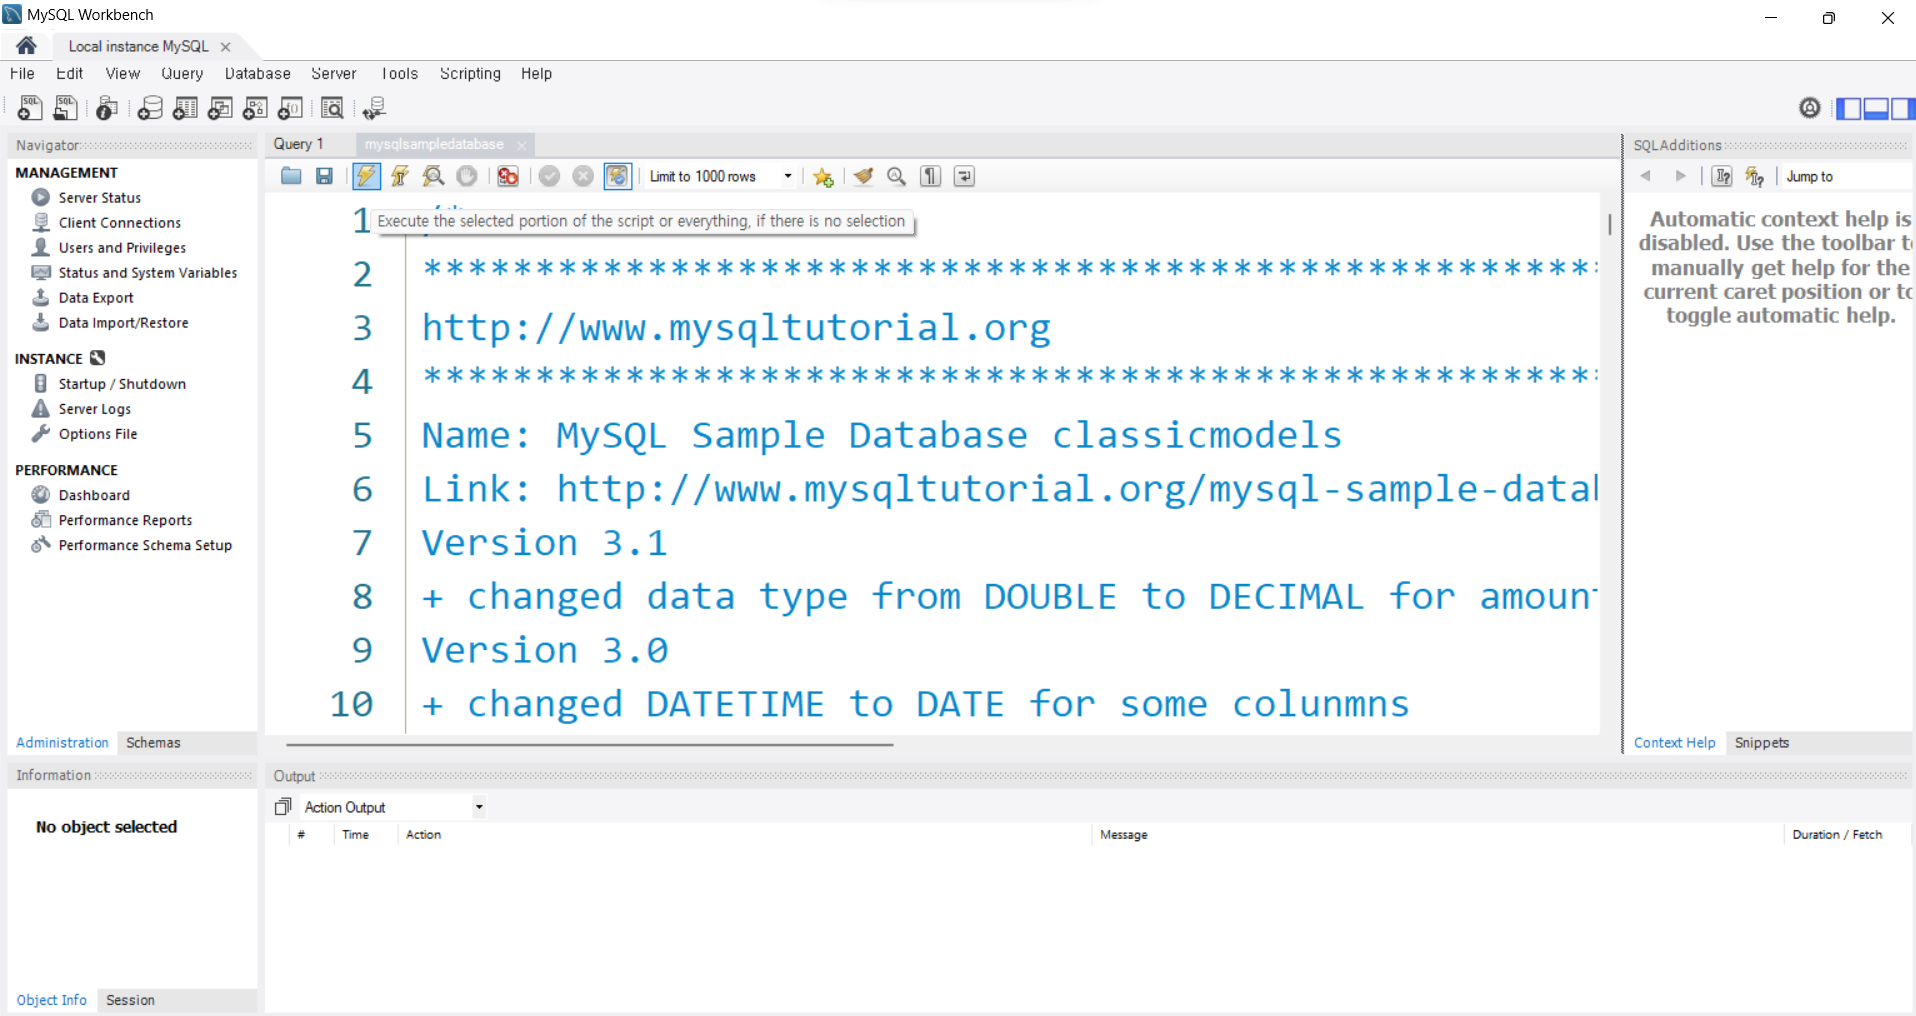 MySQL Workbench
Local instance MySQL
File Edit View Query Database Server Tools Scripting Help
Navigator
MANAGEMENT
Server Status
Client Connections
Users and Privileges
Status and System Variables
Data Export
Data Import/Restore
INSTANCE
Startup / Shutdown
Server Logs
Options File
PERFORMANCE
Dashboard
Performance Reports
Performance Schema Setup
Administration Schemas
Information
No object selected
Object Info Session
Query 1 mysqlsampledatabase
Limit to 1000 rows
Execute the selected portion of the script or everything, if there is no selection
1
2 ****************************************************
3 http://www.mysqltutorial.org
4 ****************************************************
5 Name: MySQL Sample Database classicmodels
6 Link: http://www.mysqltutorial.org/mysql-sample-datal
7 Version 3.1
8 + changed data type from DOUBLE to DECIMAL for amoun
9 Version 3.0
10 + changed DATETIME to DATE for some colunmns
Output
Action Output
# Time Action Message Duration / Fetch
SQLAdditions
Jump to
Automatic context help is
disabled. Use the toolbar t
manually get help for the
current caret position or to
toggle automatic help.
Context Help Snippets